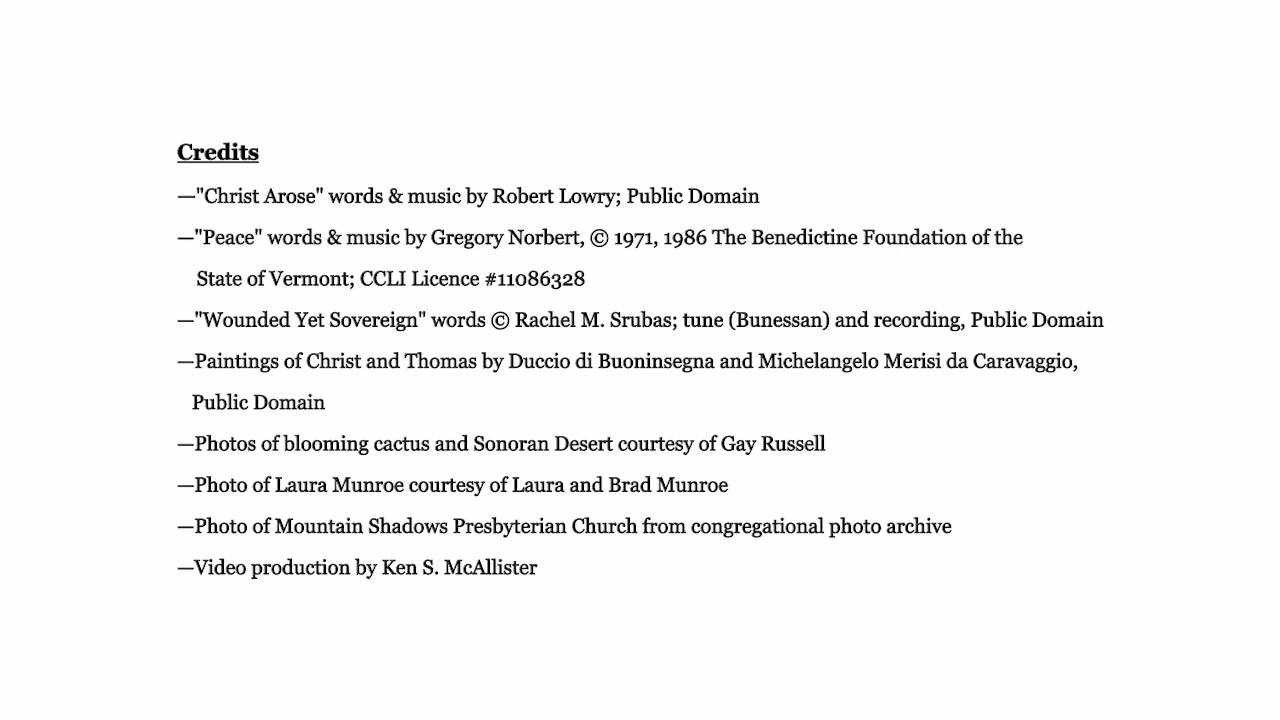 Credits
—"Christ Arose" words & music by Robert Lowry; Public Domain
—"Peace" words & music by Gregory Norbert, © 1971, 1986 The Benedictine Foundation of the
State of Vermont; CCLI Licence #11086328
—"Wounded Yet Sovereign" words © Rachel M. Srubas; tune (Bunessan) and recording, Public Domain
—Paintings of Christ and Thomas by Duccio di Buoninsegna and Michelangelo Merisi da Caravaggio,
Public Domain
—Photos of blooming cactus and Sonoran Desert courtesy of Gay Russell
—Photo of Laura Munroe courtesy of Laura and Brad Munroe
—Photo of Mountain Shadows Presbyterian Church from congregational photo archive
—Video production by Ken S. McAllister